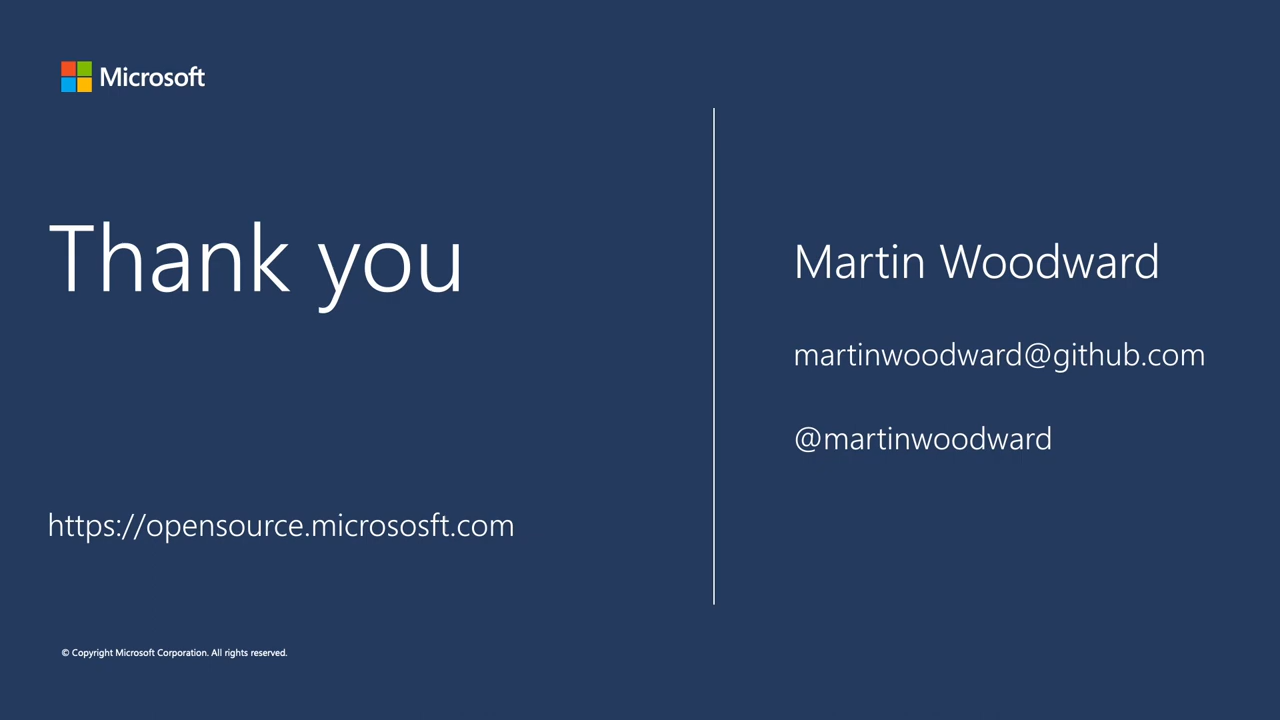 Microsoft
Thank you
https://opensource.micrososft.com
© Copyright Microsoft Corporation. All rights reserved.
Martin Woodward
martinwoodward@github.com
@martinwoodward